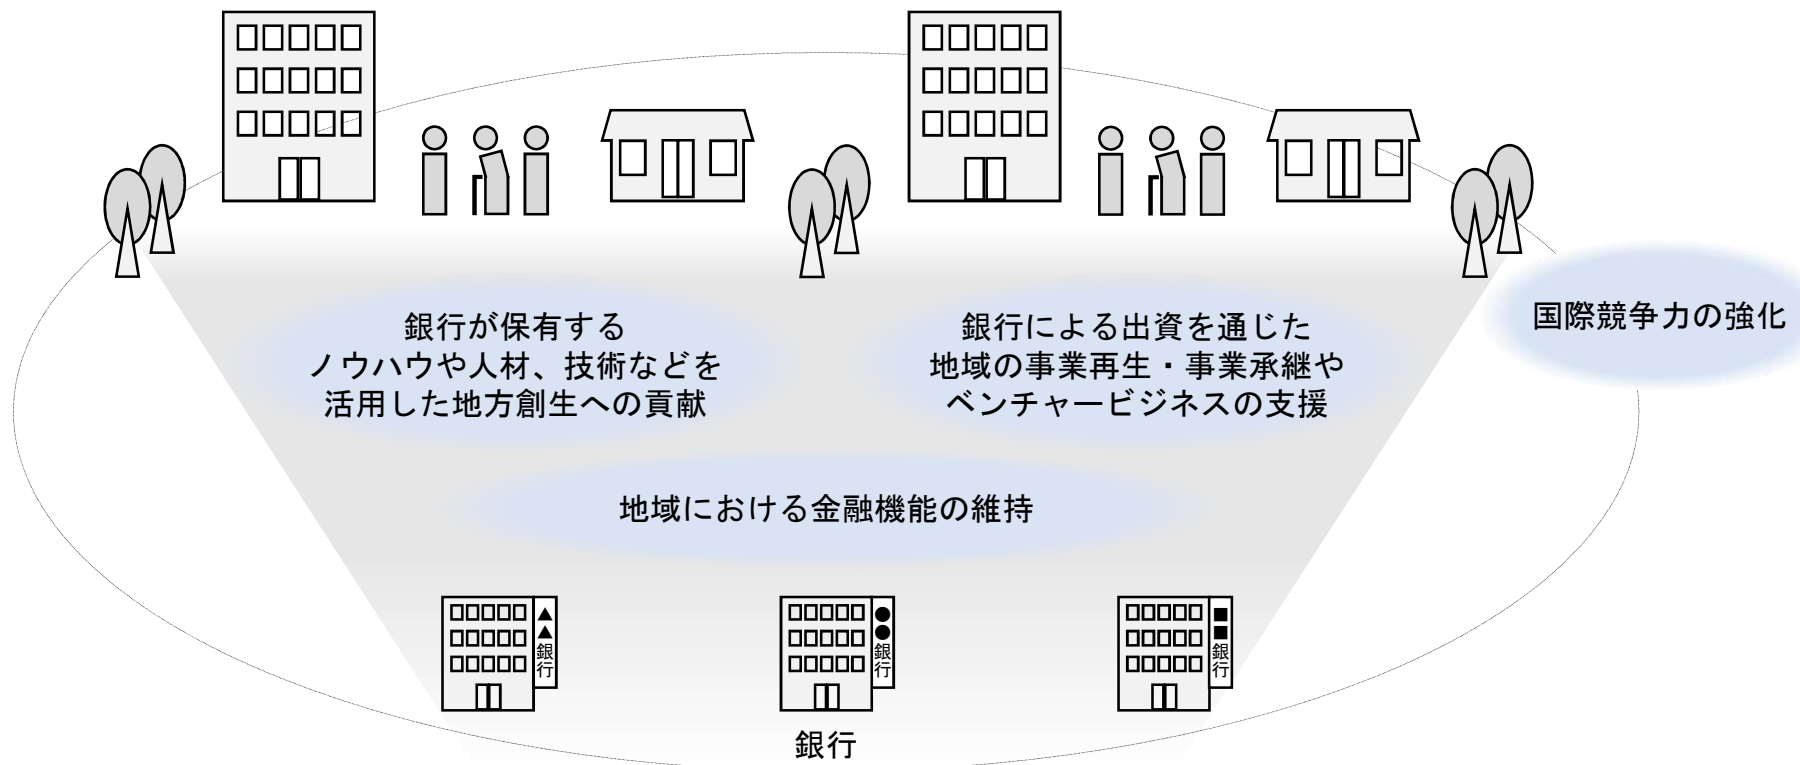 銀行が保有する
ノウハウや人材、技術などを
活用した地方創生への貢献
銀行による出資を通じた
地域の事業再生・事業承継や
ベンチャービジネスの支援
国際競争力の強化
地域における金融機能の維持
▲▲銀行
●●銀行
■■銀行
銀行